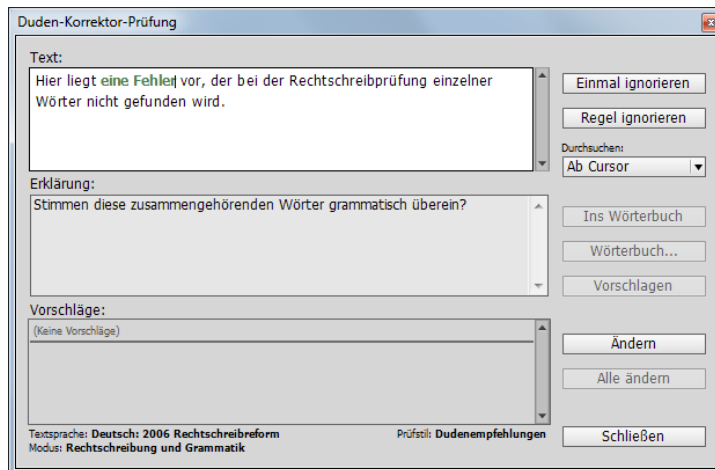 Duden-Korrektor-Prüfung
Text:
Hier liegt eine Fehler vor, der bei der Rechtschreibprüfung einzelner
Wörter nicht gefunden wird.
Einmal ignorieren
Regel ignorieren
Durchsuchen:
Ab Cursor
Erklärung:
Stimmen diese zusammengehörenden Wörter grammatisch überein?
Ins Wörterbuch
Wörterbuch...
Vorschlagen
Vorschläge:
(Keine Vorschläge)
Ändern
Alle ändern
Textsprache: Deutsch: 2006 Rechtschreibreform
Prüfstil: Dudenempfehlungen
Modus: Rechtschreibung und Grammatik
Schließen